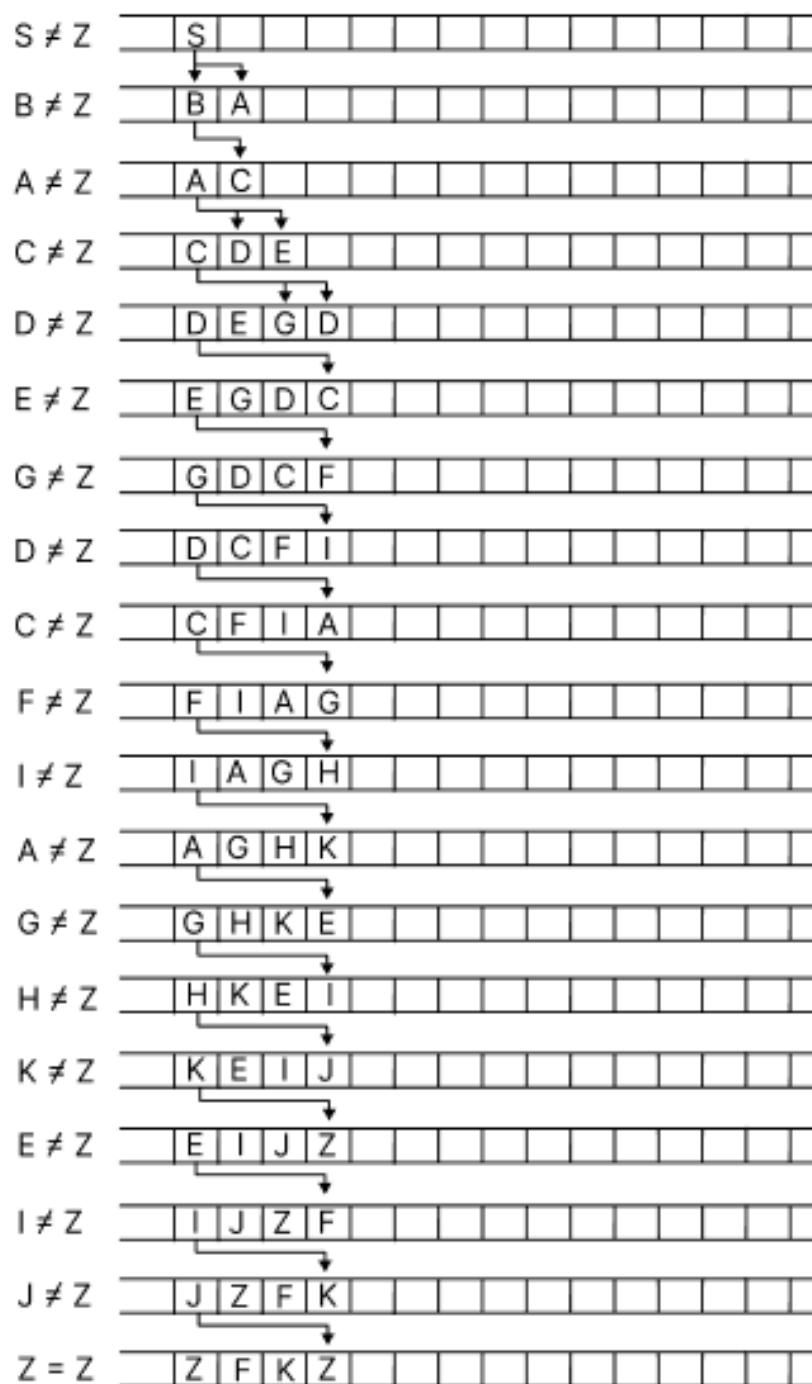 S ≠ Z S
B ≠ Z B A
A ≠ Z A C
C ≠ Z C D E
D ≠ Z D E G D
E ≠ Z E G D C
G ≠ Z G D C F
D ≠ Z D C F I
C ≠ Z C F I A
F ≠ Z F I A G
I ≠ Z I A G H
A ≠ Z A G H K
G ≠ Z G H K E
H ≠ Z H K E I
K ≠ Z K E I J
E ≠ Z E I J Z
I ≠ Z I J Z F
J ≠ Z J Z F K
Z = Z Z F K Z